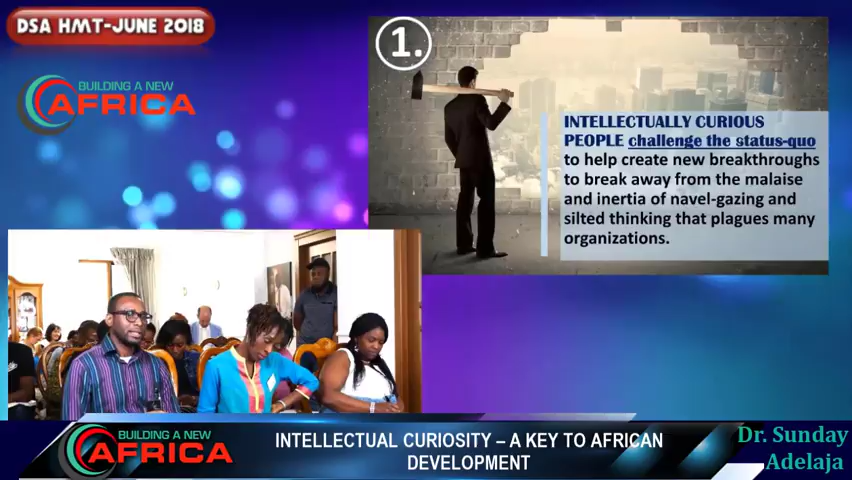 DSA HMT-JUNE 2018
BUILDING A NEW
AFRICA
1.
INTELLECTUALLY CURIOUS
PEOPLE challenge the status-quo
to help create new breakthroughs
to break away from the malaise
and inertia of navel-gazing and
silted thinking that plagues many
organizations.
BUILDING A NEW
AFRICA
INTELLECTUAL CURIOSITY – A KEY TO AFRICAN
DEVELOPMENT
Dr. Sunday
Adelaja